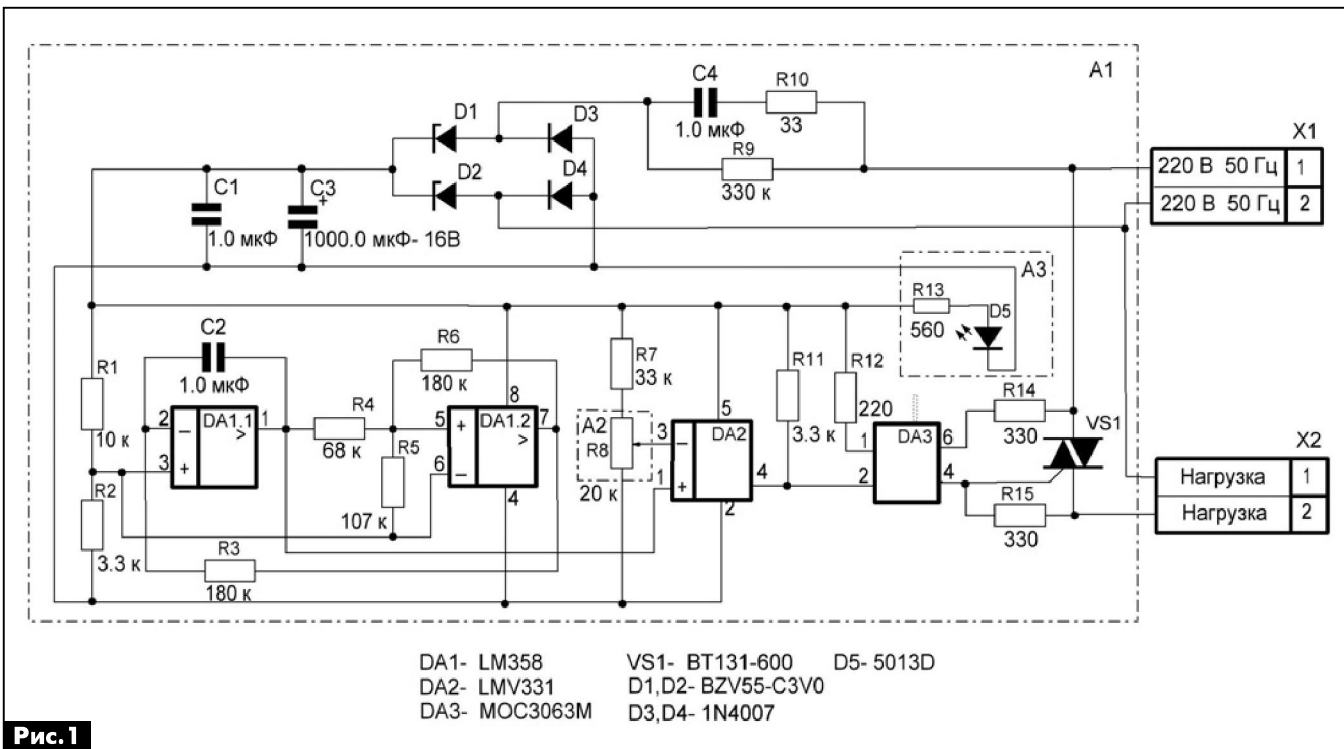 A1
C4
1.0 мкФ
R10
33
R9
330 к
D1
D3
D2
D4
X1
220 В 50 Гц 1
220 В 50 Гц 2
C1
1.0 мкФ
C3
+
1000.0 мкФ- 16В
A3
R13
560
D5
C2
1.0 мкФ
R1
10 к
R2
3.3 к
R3
180 к
2
3
−
+
DA1.1
>
1
R4
68 к
R5
107 к
R6
180 к
5
6
+
−
DA1.2
>
8
7
4
R7
33 к
A2
R8
20 к
3
1
−
+
DA2
5
4
2
R11
3.3 к
R12
220
1
2
DA3
6
4
R14
330
R15
330
VS1
X2
Нагрузка 1
Нагрузка 2
DA1- LM358 VS1- BT131-600 D5- 5013D
DA2- LMV331 D1,D2- BZV55-C3V0
DA3- MOC3063M D3,D4- 1N4007
Рис.1